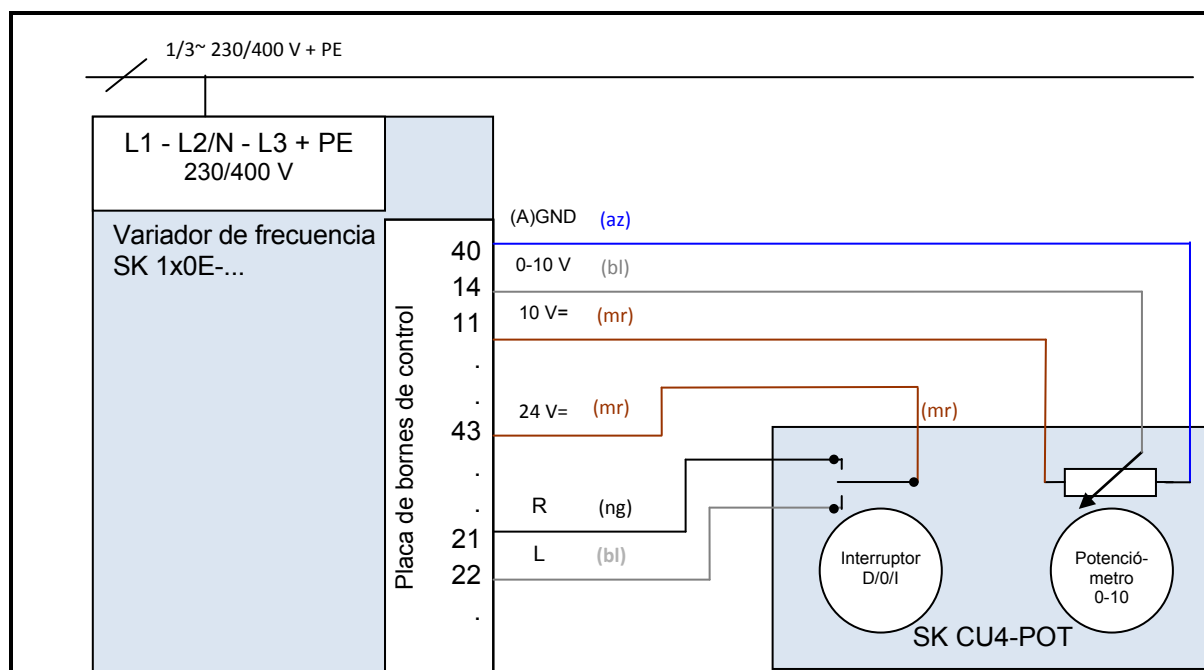 1/3~ 230/400 V + PE
L1 - L2/N - L3 + PE
230/400 V
Variador de frecuencia
SK 1x0E-...
Placa de bornes de control
(A)GND (az)
40
0-10 V (bl)
14
10 V= (mr)
11
.
.
24 V= (mr)
(mr)
43
.
.
R (ng)
21
L (bl)
22
.
Interruptor
D/0/I
Potenció-
metro
0-10
SK CU4-POT